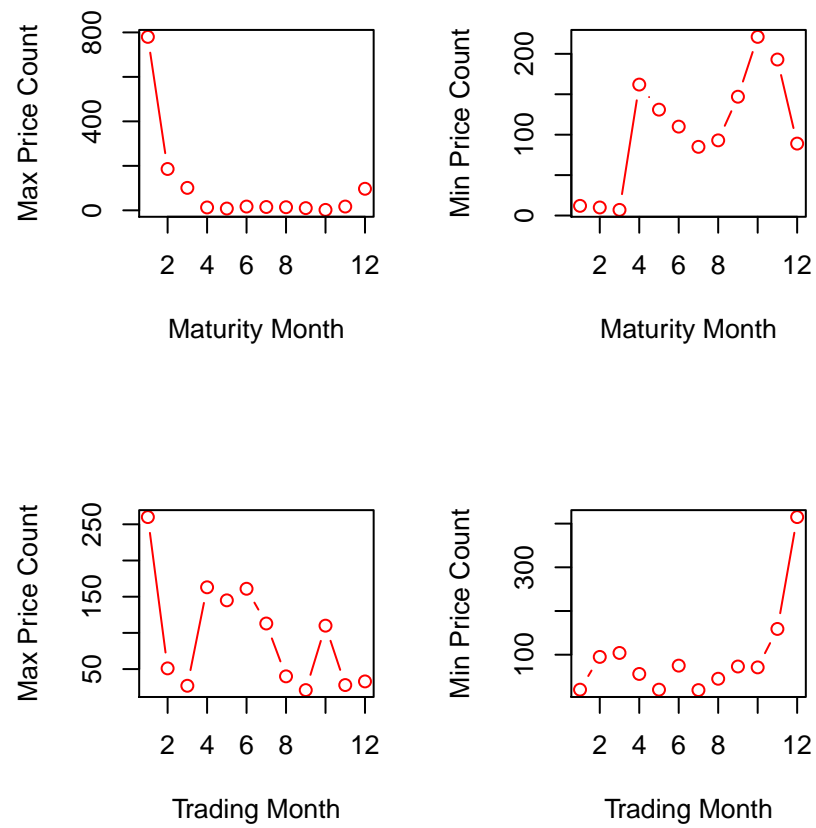 Max Price Count
0
400
800
2 4 6 8 12
Maturity Month
Min Price Count
0
100
200
2 4 6 8 12
Maturity Month
Max Price Count
50
150
250
2 4 6 8 12
Trading Month
Min Price Count
100
300
2 4 6 8 12
Trading Month